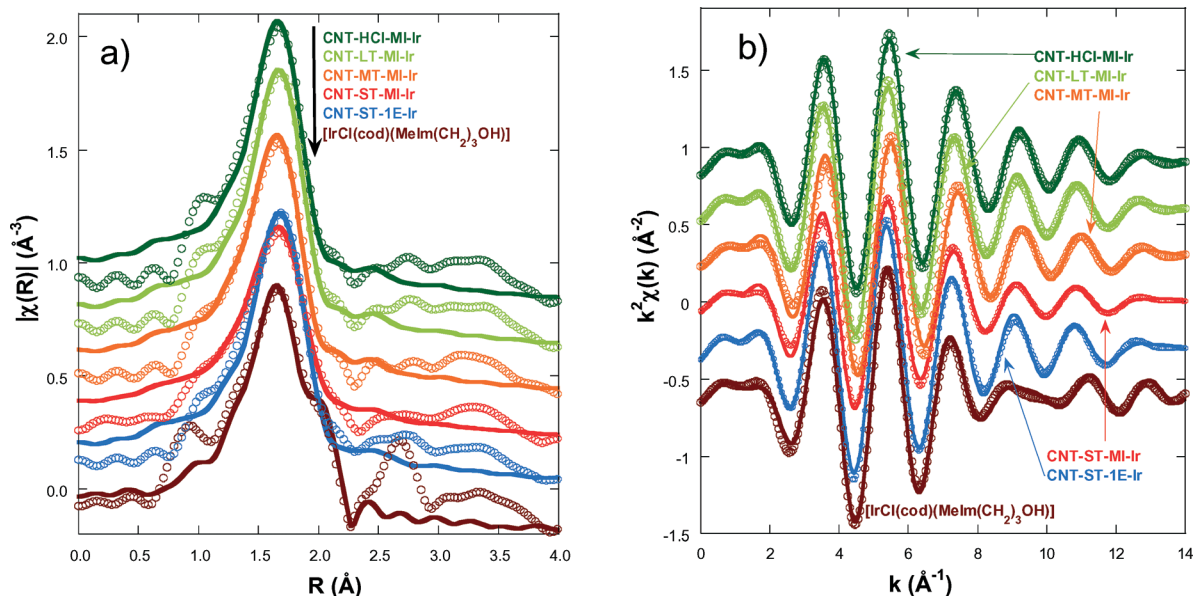 a)
CNT-HCl-MI-Ir
CNT-LT-MI-Ir
CNT-MT-MI-Ir
CNT-ST-MI-Ir
CNT-ST-1E-Ir
[IrCl(cod)(MeIm(CH2)3OH)]
|χ(R)| (Å-3)
2.0
1.5
1.0
0.5
0.0
0.0 0.5 1.0 1.5 2.0 2.5 3.0 3.5 4.0
R (Å)
b)
CNT-HCl-MI-Ir
CNT-LT-MI-Ir
CNT-MT-MI-Ir
k2χ(k) (Å-2)
1.5
1
0.5
0
-0.5
-1
-1.5
CNT-ST-MI-Ir
CNT-ST-1E-Ir
[IrCl(cod)(MeIm(CH2)3OH)]
0 2 4 6 8 10 12 14
k (Å-1)